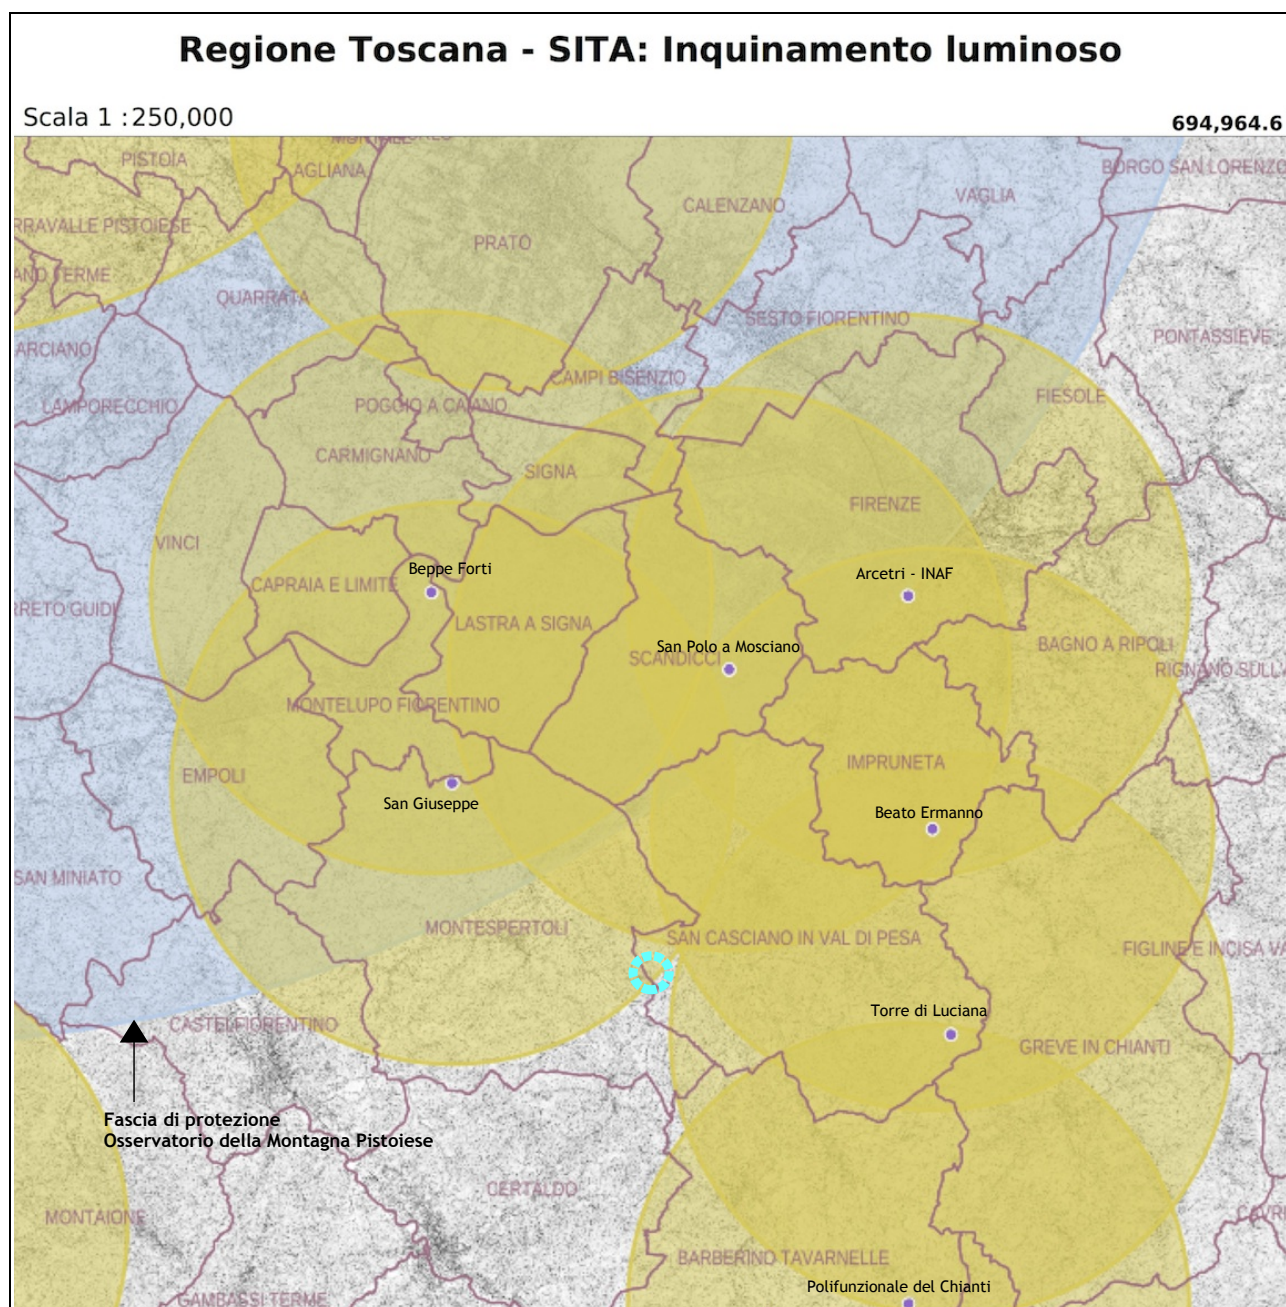 Regione Toscana - SITA: Inquinamento luminoso
Scala 1 :250,000
694,964.6
PISTOIA
AGLIANA
BORGO SAN LORENZO
VAGLIA
CALENZANO
RRAVALLE PISTOIESE
PRATO
ANO TERME
QUARRATA
SESTO FIORENTINO
PONTASSIEVE
ARCIANO
CAMPI BISENZIO
FIESOLE
LAMPORECCHIO
POGGIO A CAIANO
CARMIGNANO
SIGNA
FIRENZE
VINCI
Beppe Forti
Arcetri - INAF
CAPRAIA E LIMITE
RRETO GUIDI
LASTRA A SIGNA
San Polo a Mosciano
BAGNO A RIPOLI
SCANDICCI
RIGNANO SULL
MONTELUPO FIORENTINO
IMPRUNETA
EMPOLI
San Giuseppe
Beato Ermanno
SAN MINIATO
MONTESPERTOLI
SAN CASCIANO IN VAL DI PESA
FIGLINE E INCISA VA
Torre di Luciana
CASTELFIORENTINO
GREVE IN CHIANTI
Fascia di protezione
Osservatorio della Montagna Pistoiese
CERTALDO
MONTAIONE
CAVRI
BARBERINO TAVARNELLE
Polifunzionale del Chianti
GAMBASSI TERME